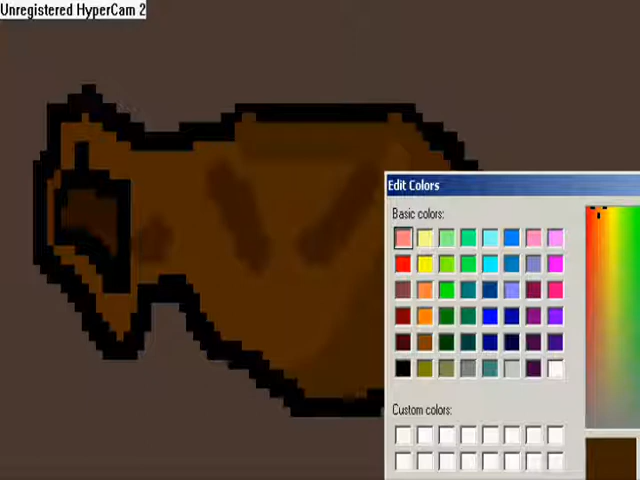 Unregistered HyperCam 2
Edit Colors
Basic colors:
Custom colors: